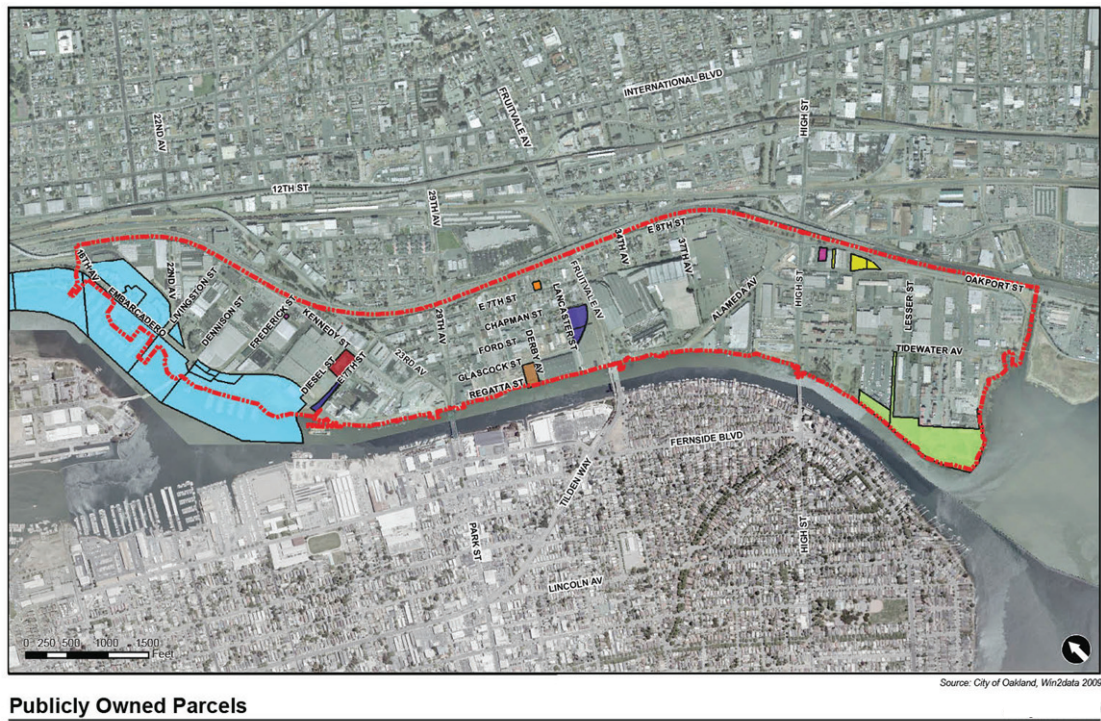 INTERNATIONAL BLVD
FRUITVALE AV
22ND AV
HIGH ST
12TH ST
29TH AV
E 8TH ST
34TH AV
37TH AV
16TH AV
EMBARCADERO
22ND AV
LIVINGSTON ST
DENNISON ST
FREDERICK ST
KENNEDY ST
23RD AV
29TH AV
DIESEL ST
E 7TH ST
E 7TH ST
CHAPMAN ST
FORD ST
GLASCOCK ST
REGATTA ST
DERBY AV
LANCASTER ST
FRUITVALE AV
ALAMEDA AV
HIGH ST
LESSER ST
OAKPORT ST
TIDEWATER AV
FERNSIDE BLVD
TILDEN WAY
PARK ST
HIGH ST
LINCOLN AV
0 250 500 1000 1500
Feet
Source: City of Oakland, Win2data 2009
Publicly Owned Parcels